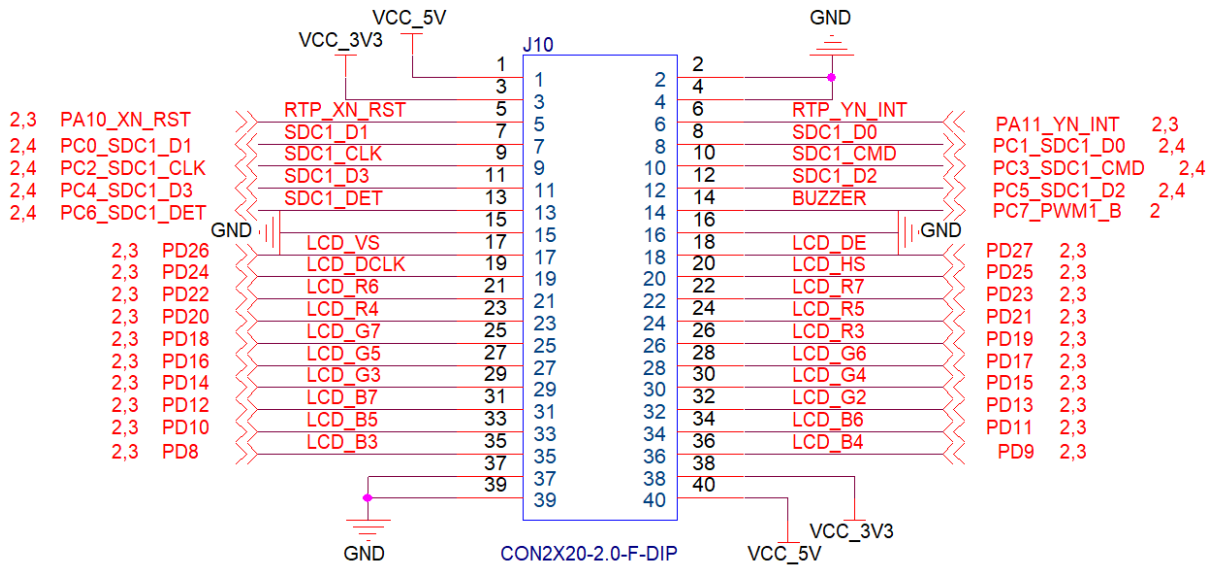 VCC_5V GND
VCC_3V3 J10
1 1 2 2
3 3 4 4
2,3 PA10_XN_RST RTP_XN_RST 5 5 6 6 RTP_YN_INT PA11_YN_INT 2,3
2,4 PC0_SDC1_D1 SDC1_D1 7 7 8 8 SDC1_D0 PC1_SDC1_D0 2,4
2,4 PC2_SDC1_CLK SDC1_CLK 9 9 10 10 SDC1_CMD PC3_SDC1_CMD 2,4
2,4 PC4_SDC1_D3 SDC1_D3 11 11 12 12 SDC1_D2 PC5_SDC1_D2 2,4
2,4 PC6_SDC1_DET SDC1_DET 13 13 14 14 BUZZER PC7_PWM1_B 2
GND 15 15 16 16 GND
2,3 PD26 LCD_VS 17 17 18 18 LCD_DE PD27 2,3
2,3 PD24 LCD_DCLK 19 19 20 20 LCD_HS PD25 2,3
2,3 PD22 LCD_R6 21 21 22 22 LCD_R7 PD23 2,3
2,3 PD20 LCD_R4 23 23 24 24 LCD_R5 PD21 2,3
2,3 PD18 LCD_G7 25 25 26 26 LCD_R3 PD19 2,3
2,3 PD16 LCD_G5 27 27 28 28 LCD_G6 PD17 2,3
2,3 PD14 LCD_G3 29 29 30 30 LCD_G4 PD15 2,3
2,3 PD12 LCD_B7 31 31 32 32 LCD_G2 PD13 2,3
2,3 PD10 LCD_B5 33 33 34 34 LCD_B6 PD11 2,3
2,3 PD8 LCD_B3 35 35 36 36 LCD_B4 PD9 2,3
37 37 38 38
39 39 40 40
VCC_3V3
GND CON2X20-2.0-F-DIP VCC_5V